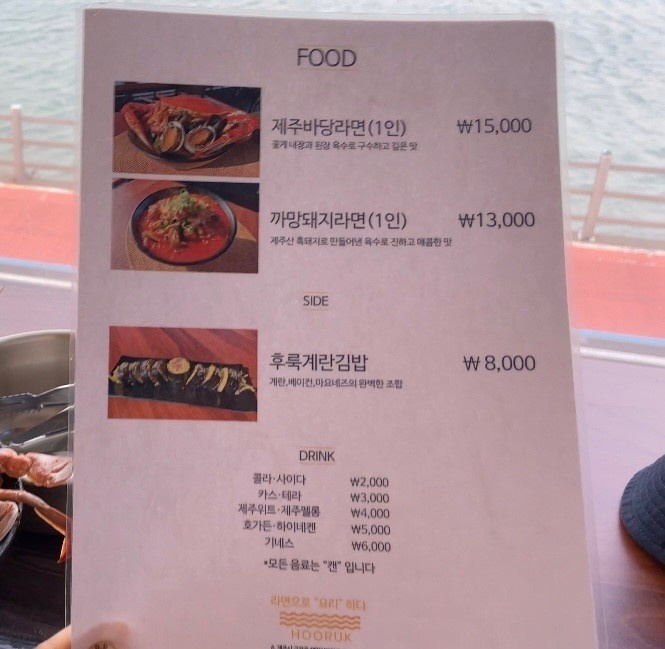 FOOD
제주바당라면(1인) ₩15,000
꽃게 내장과 된장 육수로 구수하고 깊은 맛
까망돼지라면(1인) ₩13,000
제주산 흑돼지로 만들어낸 육수로 진하고 매콤한 맛
SIDE
후룩계란김밥 ₩8,000
계란,베이컨,마요네즈의 완벽한 조합
DRINK
콜라·사이다 ₩2,000
카스·테라 ₩3,000
제주위트·제주펠롱 ₩4,000
호가든·하이네켄 ₩5,000
기네스 ₩6,000
*모든 음료는 "캔" 입니다
라면으로 "요리" 하다
HOORUK